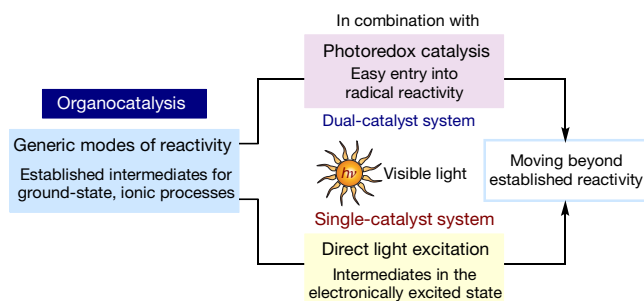 In combination with
Photoredox catalysis
Easy entry into
radical reactivity
Dual-catalyst system
Organocatalysis
Generic modes of reactivity
Established intermediates for
ground-state, ionic processes
hν
Visible light
Moving beyond
established reactivity
Single-catalyst system
Direct light excitation
Intermediates in the
electronically excited state